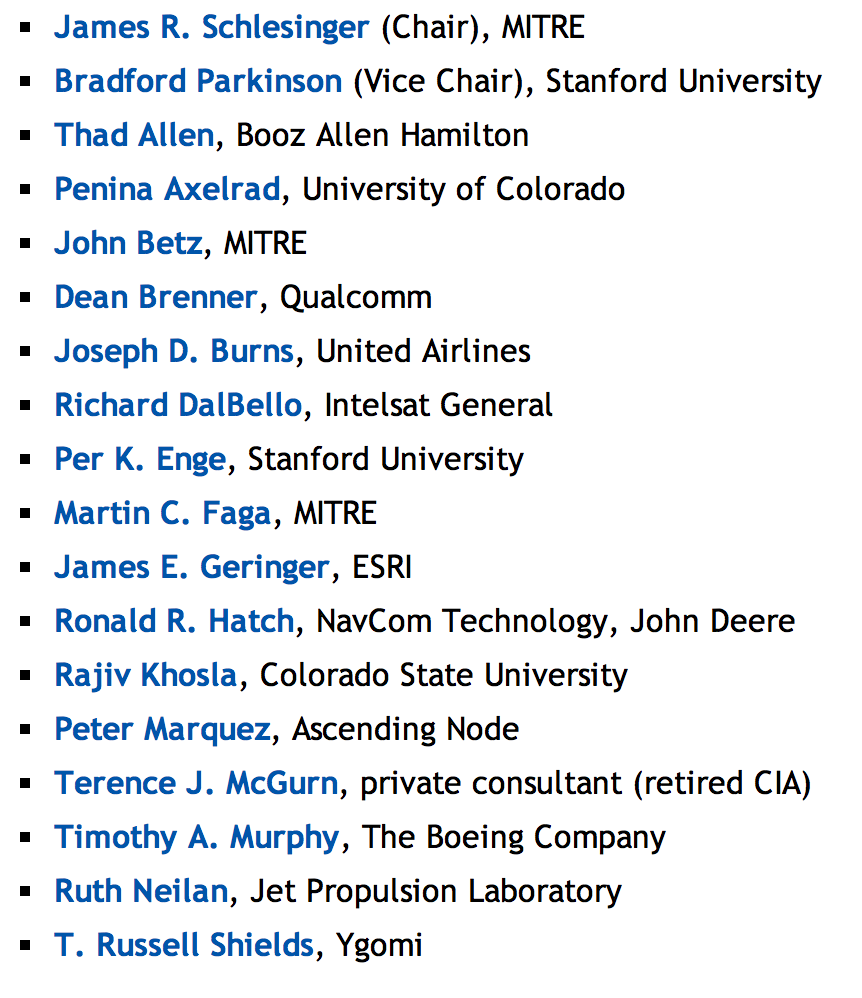 James R. Schlesinger (Chair), MITRE
Bradford Parkinson (Vice Chair), Stanford University
Thad Allen, Booz Allen Hamilton
Penina Axelrad, University of Colorado
John Betz, MITRE
Dean Brenner, Qualcomm
Joseph D. Burns, United Airlines
Richard DalBello, Intelsat General
Per K. Enge, Stanford University
Martin C. Faga, MITRE
James E. Geringer, ESRI
Ronald R. Hatch, NavCom Technology, John Deere
Rajiv Khosla, Colorado State University
Peter Marquez, Ascending Node
Terence J. McGurn, private consultant (retired CIA)
Timothy A. Murphy, The Boeing Company
Ruth Neilan, Jet Propulsion Laboratory
T. Russell Shields, Ygomi